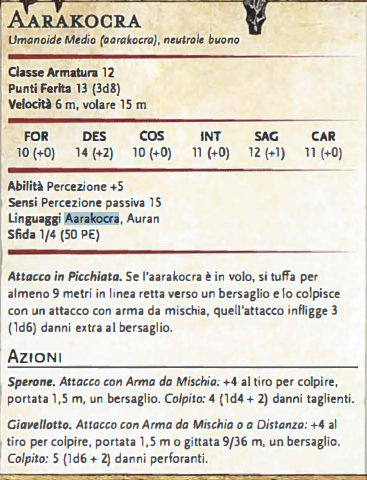 AARAKOCRA
Umanoide Medio (aarakocra), neutrale buono
Classe Armatura 12
Punti Ferita 13 (3d8)
Velocità 6 m, volare 15 m
FOR DES COS INT SAG CAR
10 (+0) 14 (+2) 10 (+0) 11 (+0) 12 (+1) 11 (+0)
Abilità Percezione +5
Sensi Percezione passiva 15
Linguaggi Aarakocra, Auran
Sfida 1/4 (50 PE)
Attacco in Picchiata. Se l'aarakocra è in volo, si tuffa per
almeno 9 metri in linea retta verso un bersaglio e lo colpisce
con un attacco con arma da mischia, quell'attacco infligge 3
(1d6) danni extra al bersaglio.
AZIONI
Sperone. Attacco con Arma da Mischia: +4 al tiro per colpire,
portata 1,5 m, un bersaglio. Colpito: 4 (1d4 + 2) danni taglienti.
Giavellotto. Attacco con Arma da Mischia o a Distanza: +4 al
tiro per colpire, portata 1,5 m o gittata 9/36 m, un bersaglio.
Colpito: 5 (1d6 + 2) danni perforanti.